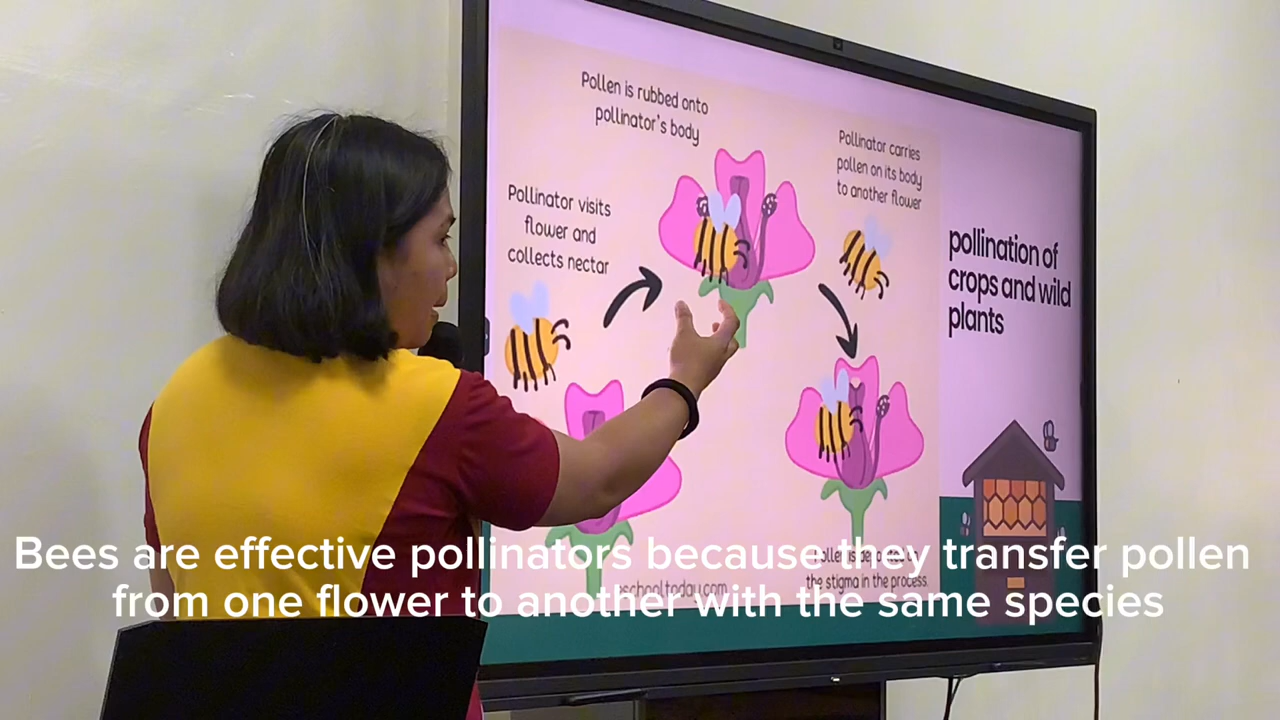 Pollen is rubbed onto
pollinator's body
Pollinator carries
pollen on its body
to another flower
Pollinator visits
flower and
collects nectar
pollination of
crops and wild
plants
the stigma in the process.
eschooltoday.com
Bees are effective pollinators because they transfer pollen
from one flower to another with the same species